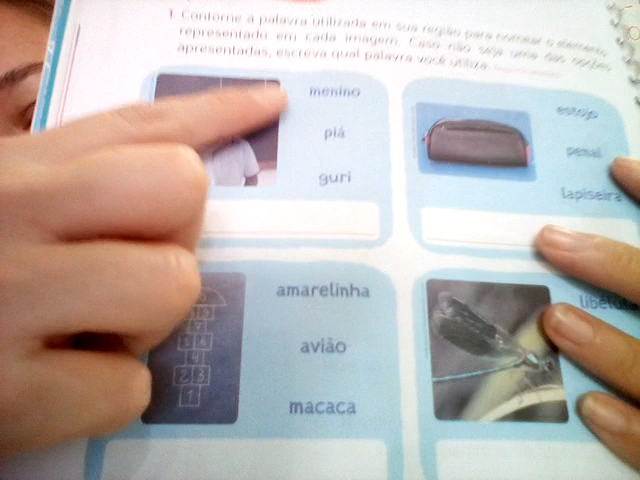 1. Contorne a palavra utilizada em sua região para nomear o elemento
representado em cada imagem. Caso não seja uma das opções
apresentadas, escreva qual palavra você utiliza.
menino
piá
guri
estojo
penal
lapiseira
amarelinha
avião
macaca